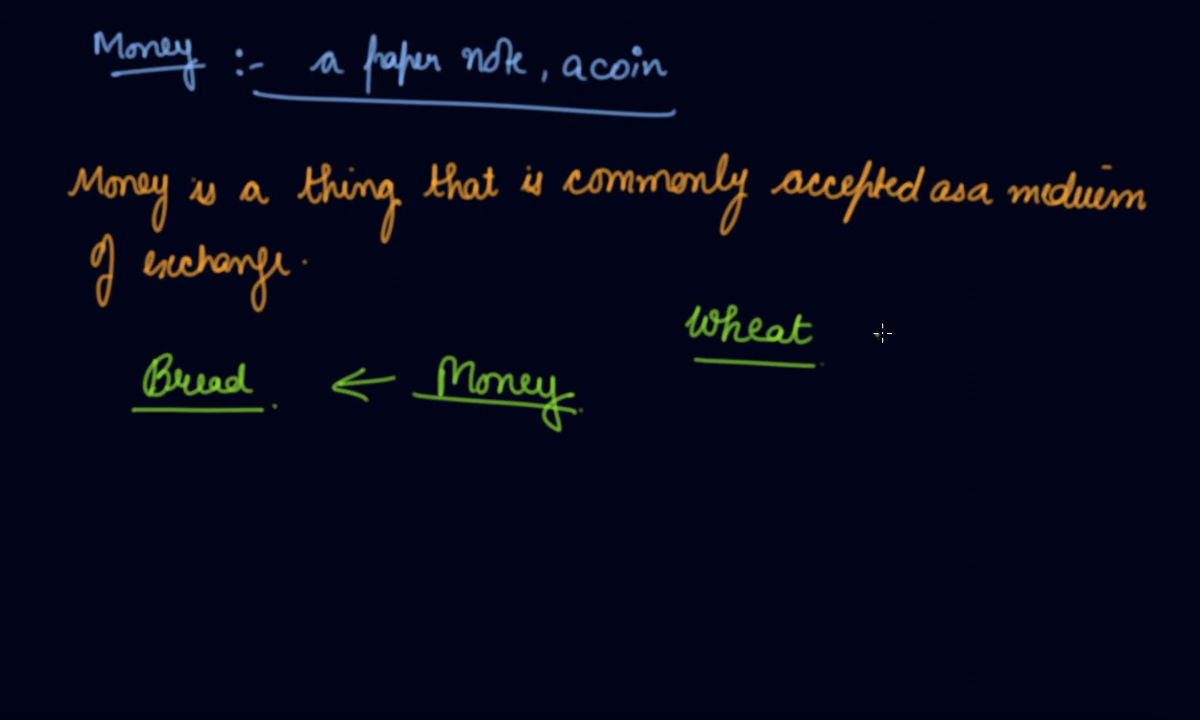 Money :- a paper note, a coin
Money is a thing that is commonly accepted as a medium
of exchange.
Wheat
Bread ← Money